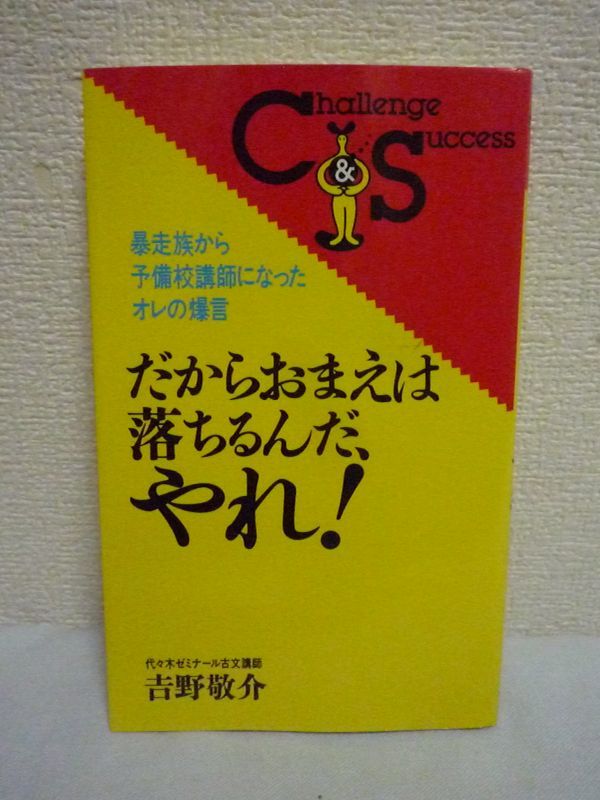 Challenge
&
Success
暴走族から
予備校講師になった
オレの爆言
だからおまえは
落ちるんだ、
やれ!
代々木ゼミナール古文講師
吉野敬介